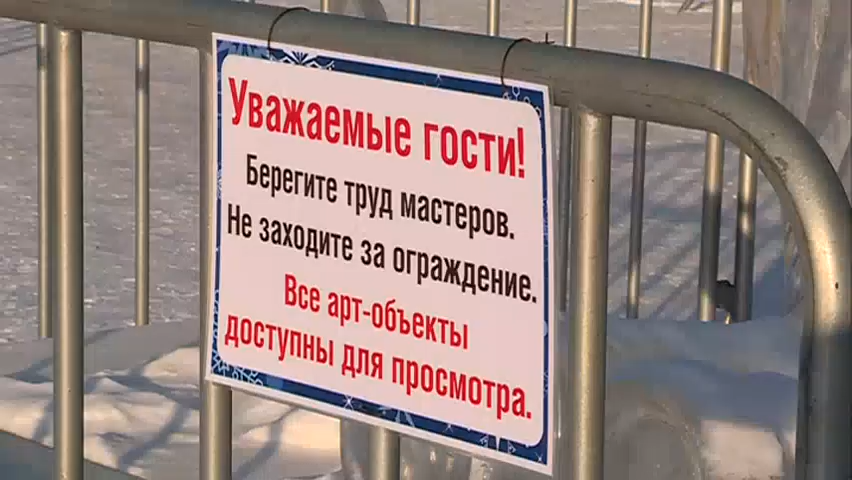 Уважаемые гости!
Берегите труд мастеров.
Не заходите за ограждение.
Все арт-объекты
доступны для просмотра.